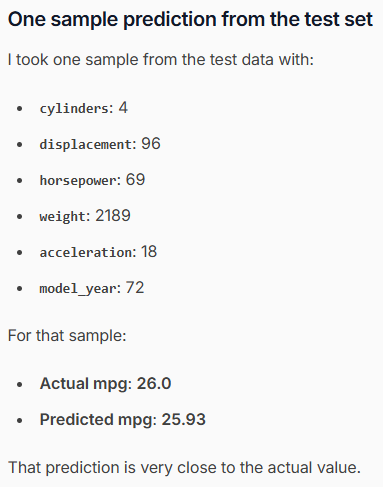 One sample prediction from the test set
I took one sample from the test data with:
• cylinders: 4
• displacement: 96
• horsepower: 69
• weight: 2189
• acceleration: 18
• model_year: 72
For that sample:
• Actual mpg: 26.0
• Predicted mpg: 25.93
That prediction is very close to the actual value.